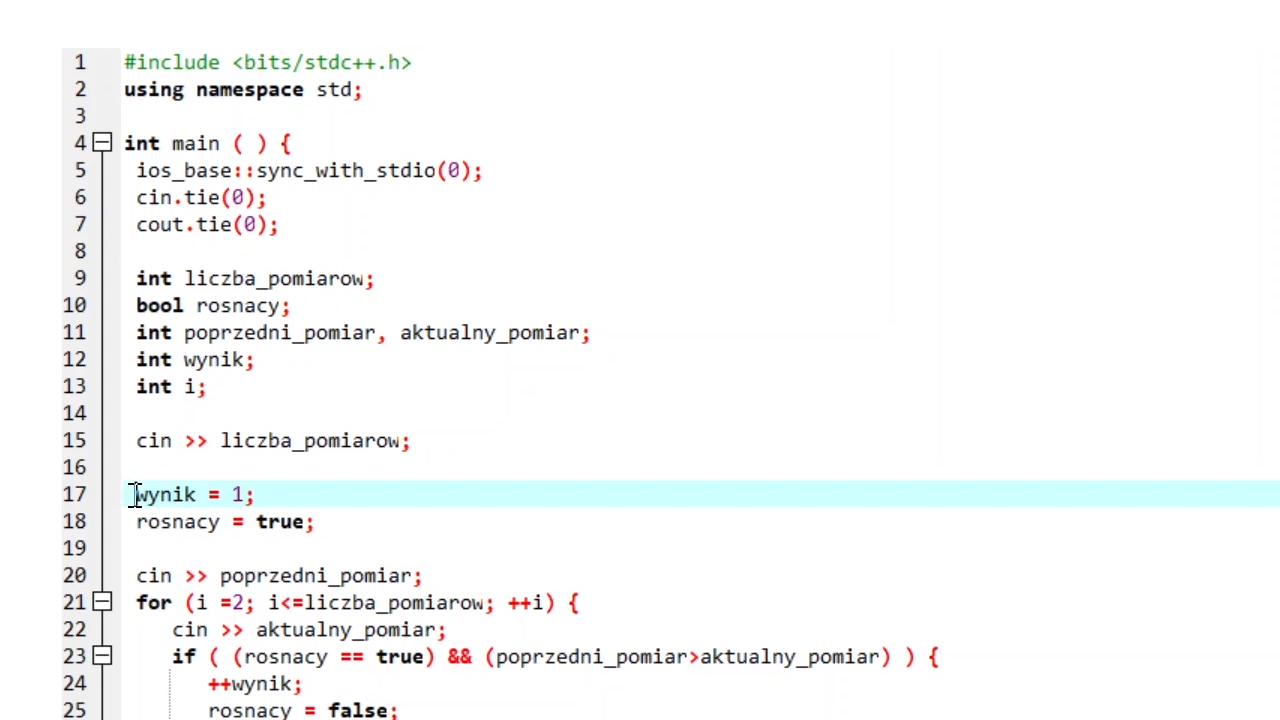 1 #include <bits/stdc++.h>
2 using namespace std;
3
4 int main ( ) {
5 ios_base::sync_with_stdio(0);
6 cin.tie(0);
7 cout.tie(0);
8
9 int liczba_pomiarow;
10 bool rosnacy;
11 int poprzedni_pomiar, aktualny_pomiar;
12 int wynik;
13 int i;
14
15 cin >> liczba_pomiarow;
16
17 wynik = 1;
18 rosnacy = true;
19
20 cin >> poprzedni_pomiar;
21 for (i =2; i<=liczba_pomiarow; ++i) {
22 cin >> aktualny_pomiar;
23 if ( (rosnacy == true) && (poprzedni_pomiar>aktualny_pomiar) ) {
24 ++wynik;
25 rosnacy = false;